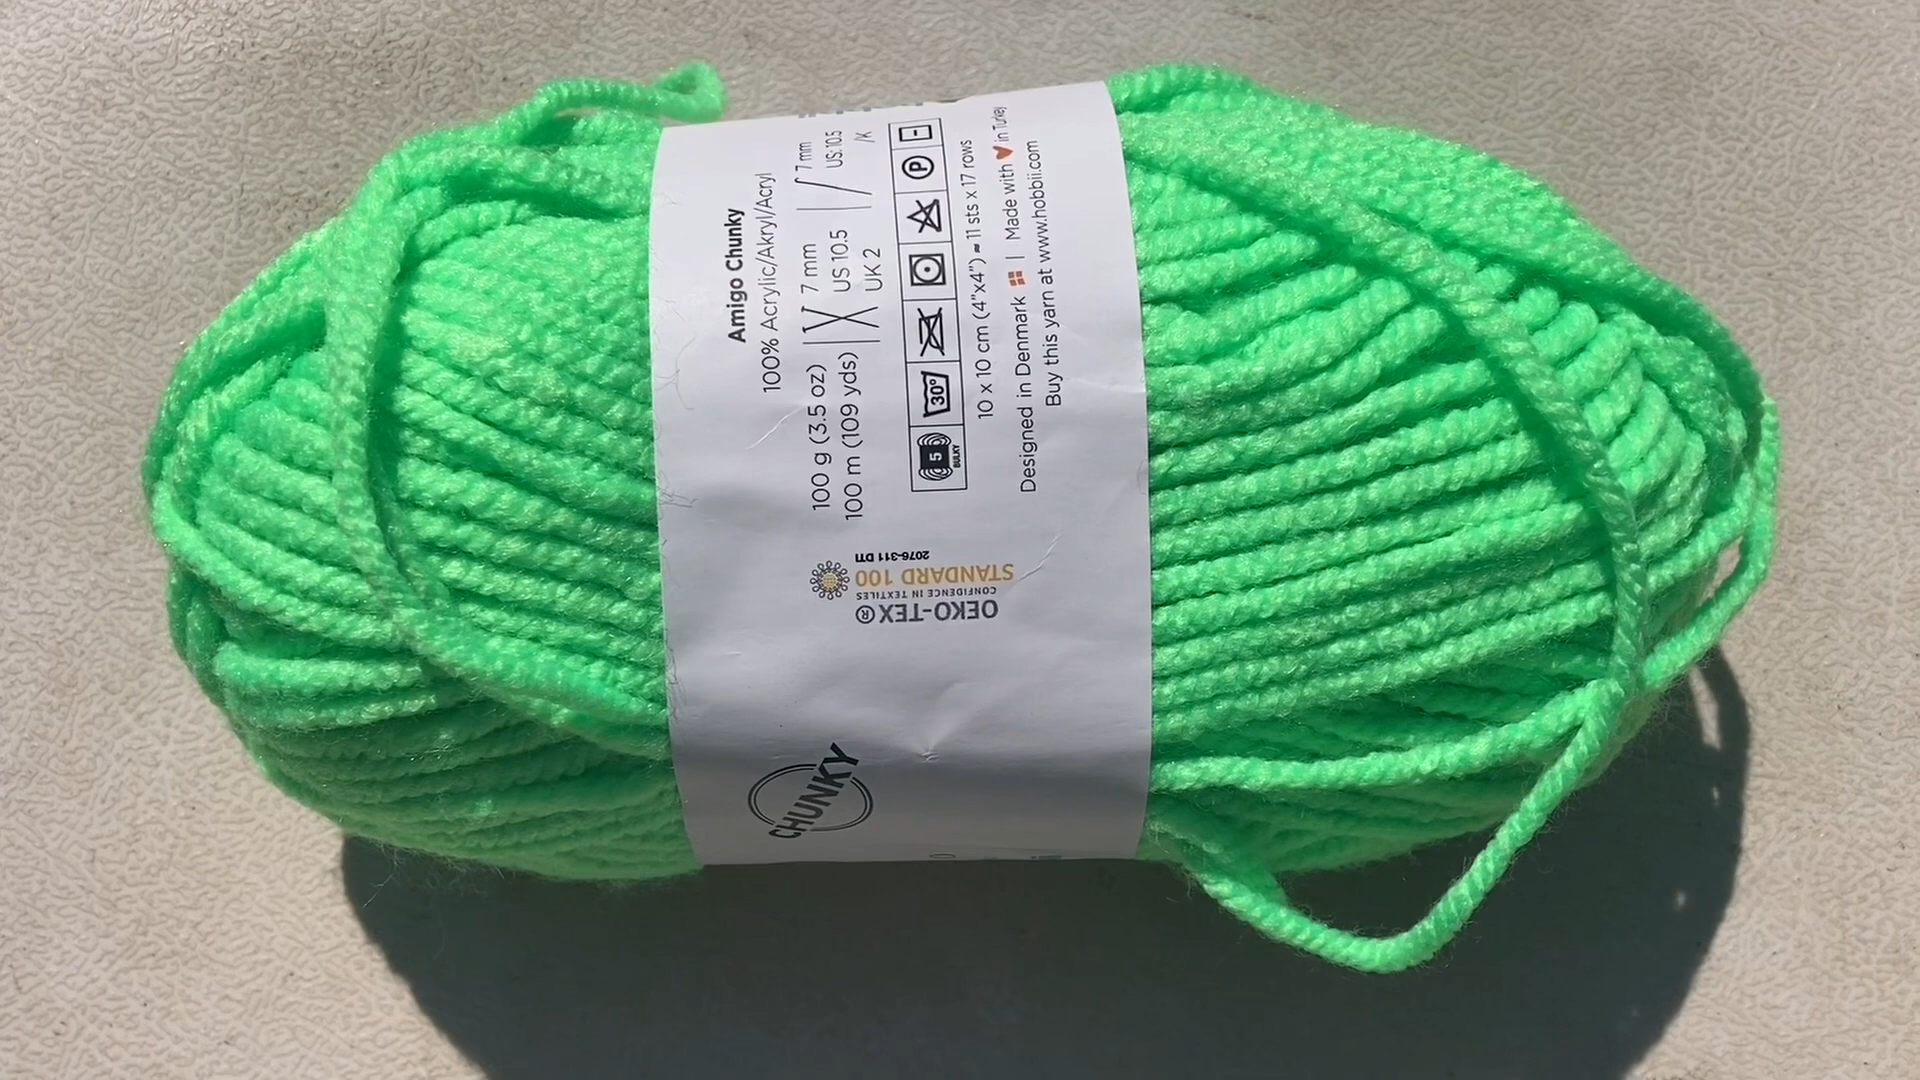 Amigo Chunky
100% Acrylic/Akryl/Acryl
100 g (3.5 oz)
100 m (109 yds)
7 mm
US 10.5
UK 2
7 mm
US: 10.5
/K
5
BULKY
30°
P
10 x 10 cm (4"x4") ≈ 11 sts x 17 rows
Designed in Denmark | Made with in Turkey
Buy this yarn at www.hobbii.com
OEKO-TEX®
CONFIDENCE IN TEXTILES
STANDARD 100
2076-311 DTI
CHUNKY